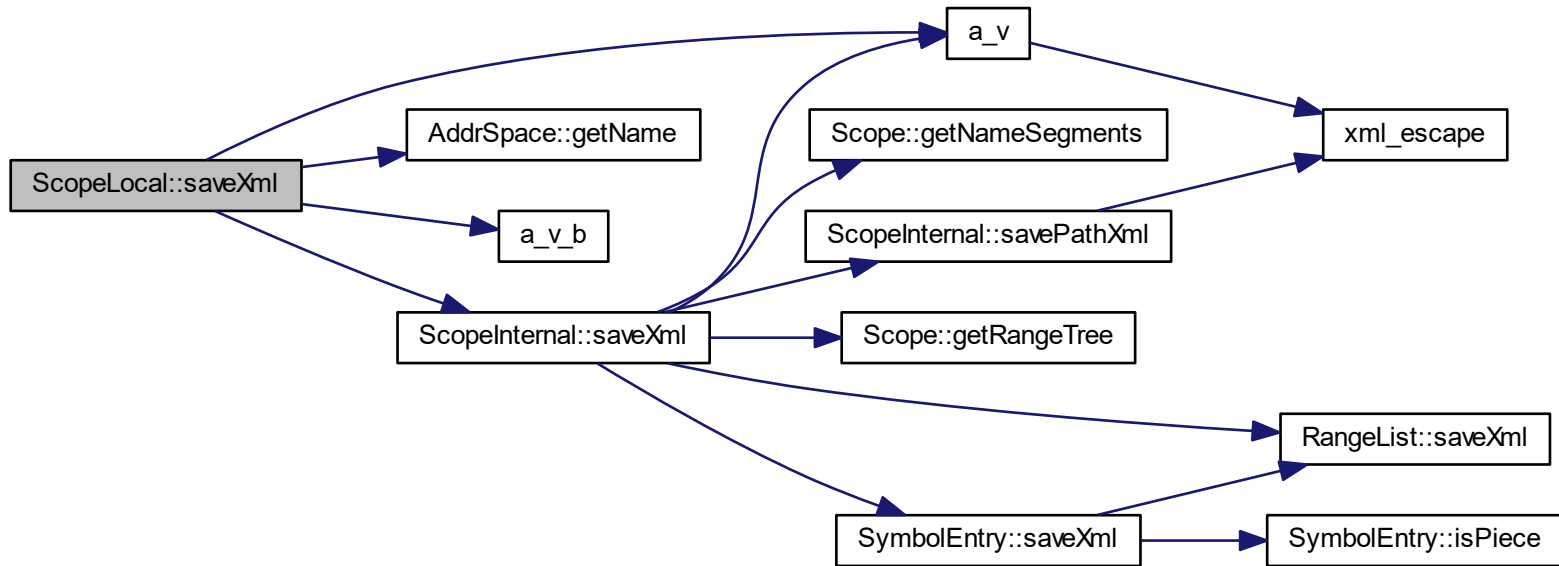 a_v
AddrSpace::getName
Scope::getNameSegments
xml_escape
ScopeLocal::saveXml
a_v_b
ScopeInternal::savePathXml
ScopeInternal::saveXml
Scope::getRangeTree
RangeList::saveXml
SymbolEntry::saveXml
SymbolEntry::isPiece